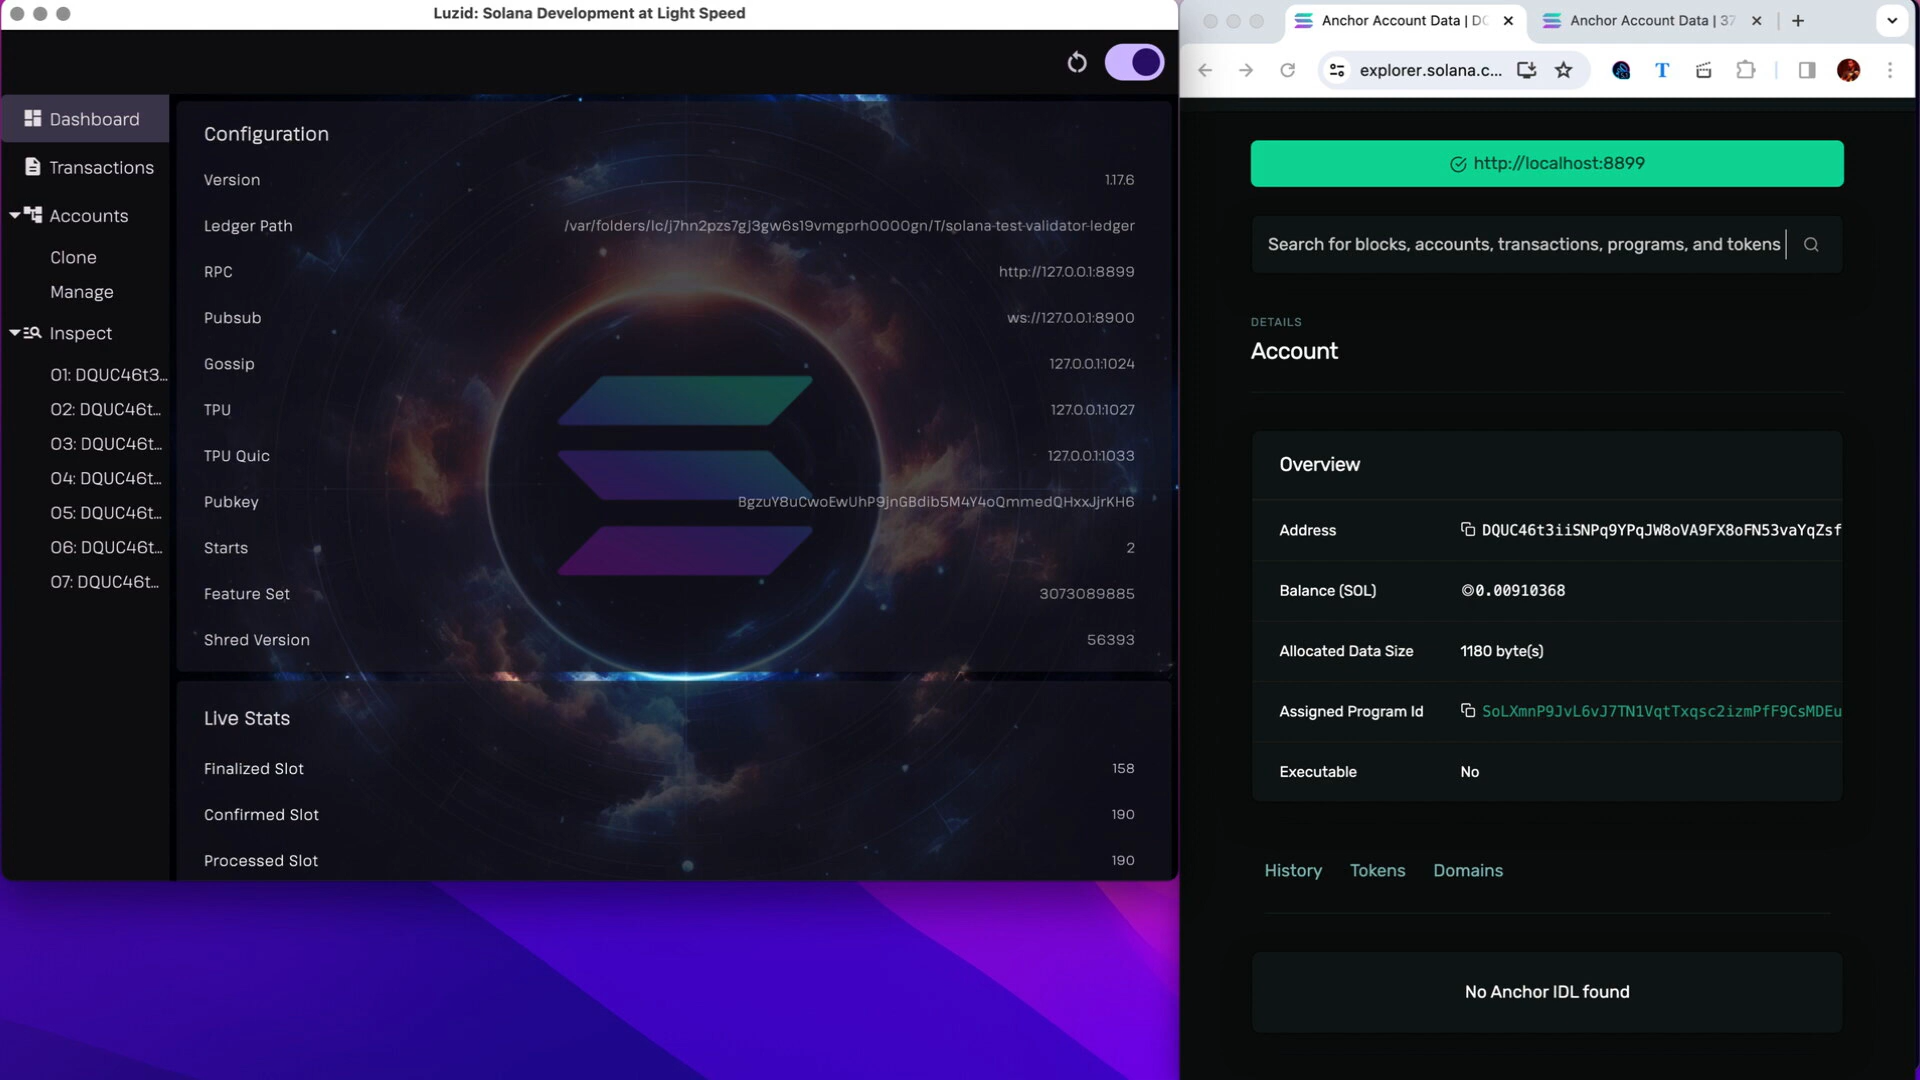 Luzid: Solana Development at Light Speed
Dashboard
Transactions
Accounts
Clone
Manage
Inspect
01: DQUC46t3...
02: DQUC46t...
03: DQUC46t...
04: DQUC46t...
05: DQUC46t...
06: DQUC46t...
07: DQUC46t...
Configuration
Version 1.17.6
Ledger Path /var/folders/lc/j7hn2pzs7gj3gw6s19vmgprh0000gn/T/solana-test-validator-ledger
RPC http://127.0.0.1:8899
Pubsub ws://127.0.0.1:8900
Gossip 127.0.0.1:1024
TPU 127.0.0.1:1027
TPU Quic 127.0.0.1:1033
Pubkey BgzuY8uCwoEwUhP9jnGBdib5M4Y4oQmmedQHxxJjrKH6
Starts 2
Feature Set 3073089885
Shred Version 56393
Live Stats
Finalized Slot 158
Confirmed Slot 190
Processed Slot 190
Anchor Account Data | DQ
Anchor Account Data | 37
explorer.solana.c...
http://localhost:8899
Search for blocks, accounts, transactions, programs, and tokens
DETAILS
Account
Overview
Address DQUC46t3iiSNPq9YPqJW8oVA9FX8oFN53vaYqZsf
Balance (SOL) ◎0.00910368
Allocated Data Size 1180 byte(s)
Assigned Program Id SoLXmnP9JvL6vJ7TN1VqtTxqsc2izmPfF9CsMDEu
Executable No
History Tokens Domains
No Anchor IDL found